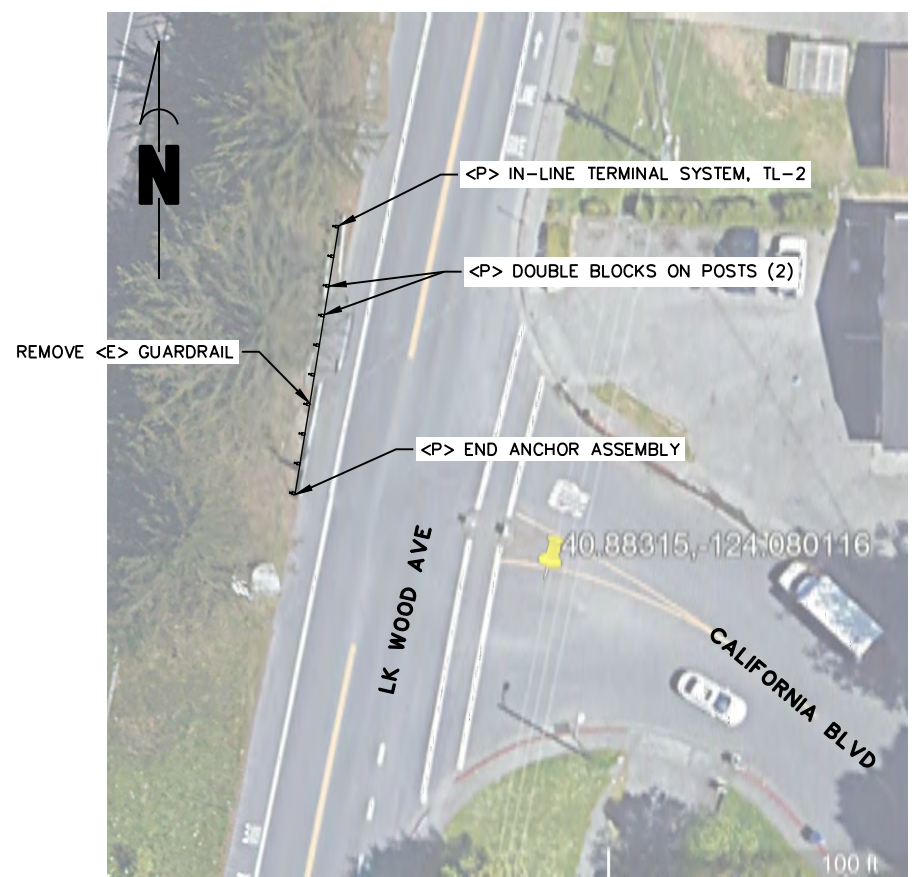 N
<P> IN-LINE TERMINAL SYSTEM, TL-2
<P> DOUBLE BLOCKS ON POSTS (2)
REMOVE <E> GUARDRAIL
<P> END ANCHOR ASSEMBLY
40.88315,-124.080116
LK WOOD AVE
CALIFORNIA BLVD
100 ft